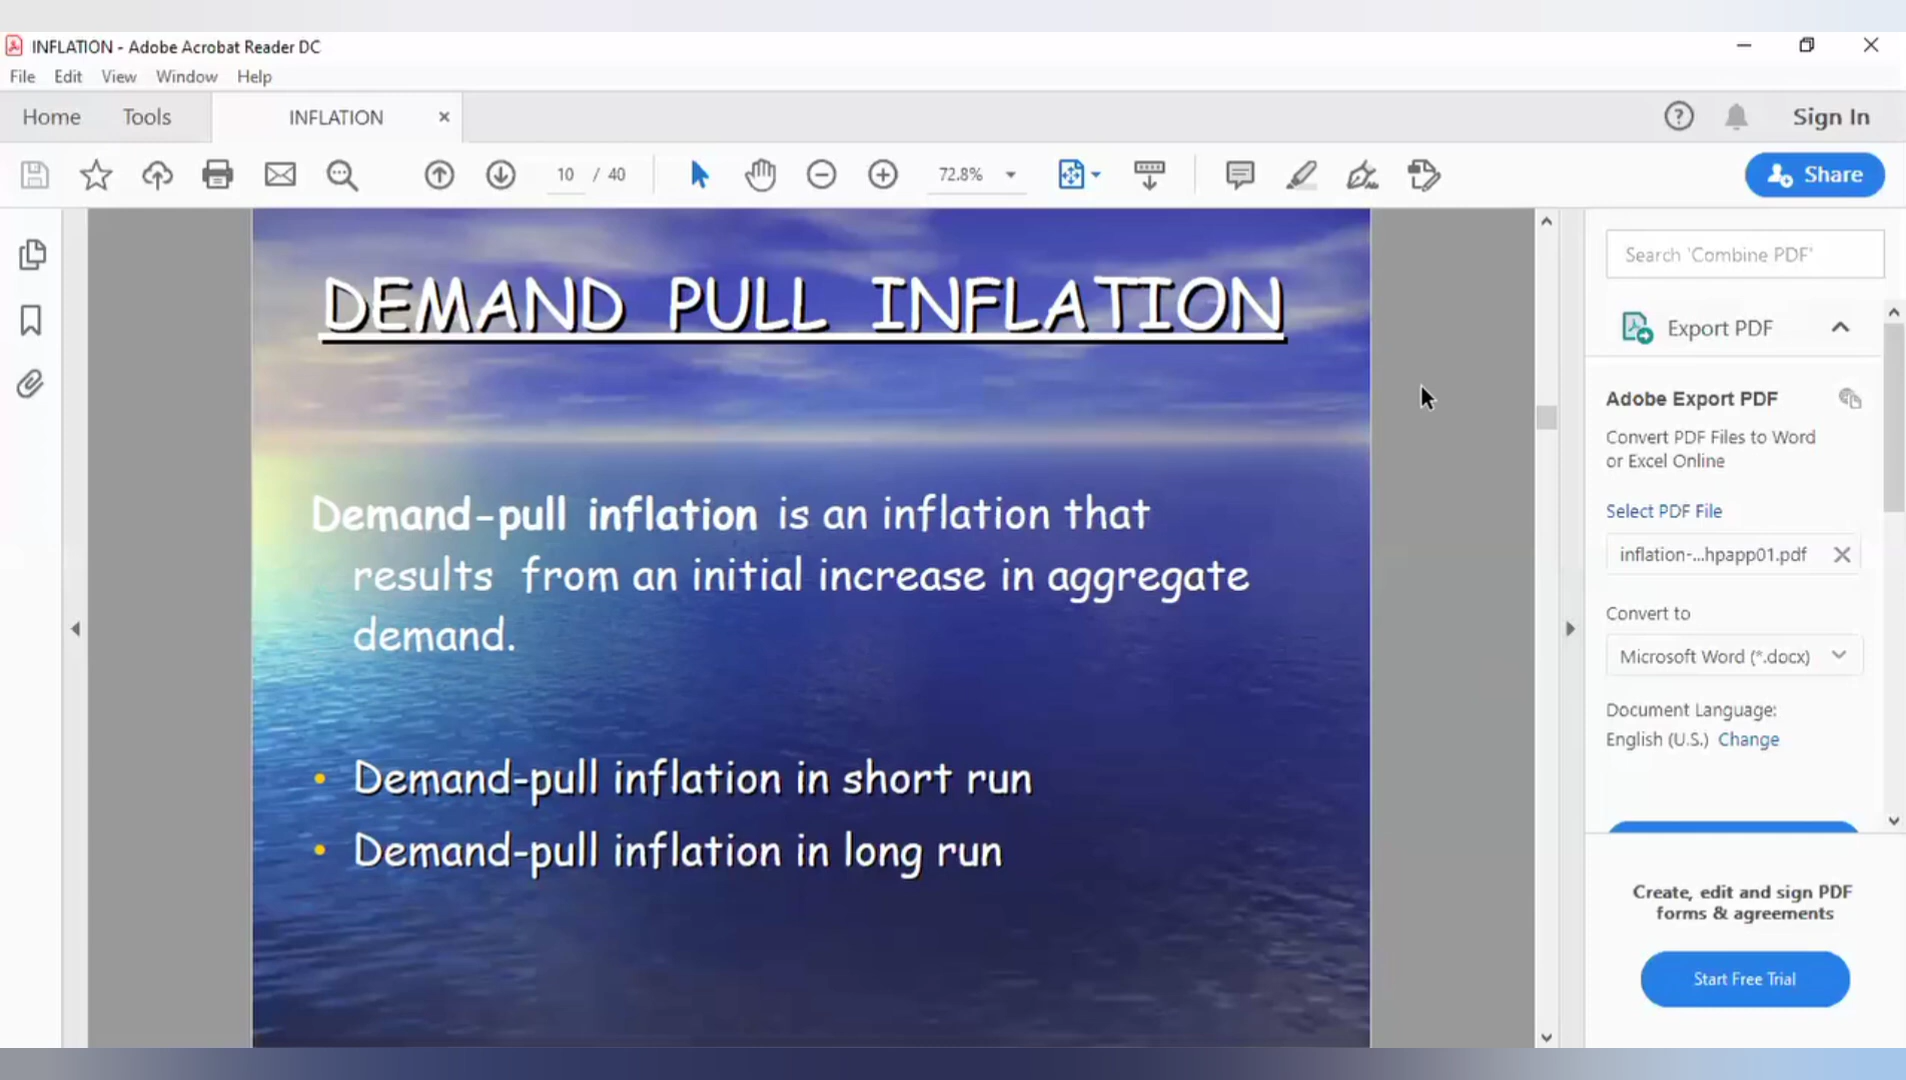 INFLATION - Adobe Acrobat Reader DC
File Edit View Window Help
Home Tools INFLATION Sign In
10 / 40 72.8% Share
DEMAND PULL INFLATION
Demand-pull inflation is an inflation that
results from an initial increase in aggregate
demand.
• Demand-pull inflation in short run
• Demand-pull inflation in long run
Search 'Combine PDF'
Export PDF
Adobe Export PDF
Convert PDF Files to Word
or Excel Online
Select PDF File
inflation-...hpapp01.pdf
Convert to
Microsoft Word (*.docx)
Document Language:
English (U.S.) Change
Create, edit and sign PDF
forms & agreements
Start Free Trial